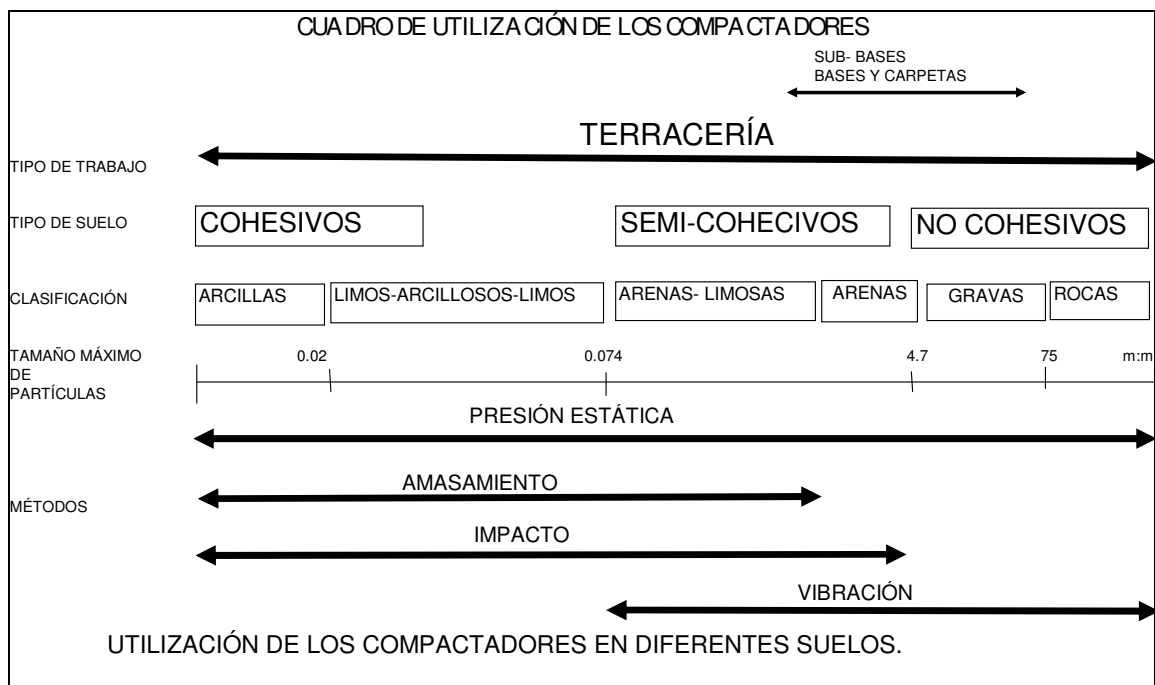 CUADRO DE UTILIZACIÓN DE LOS COMPACTADORES
SUB- BASES
BASES Y CARPETAS
TERRACERÍA
TIPO DE TRABAJO
TIPO DE SUELO
COHESIVOS
SEMI-COHECIVOS
NO COHESIVOS
CLASIFICACIÓN
ARCILLAS
LIMOS-ARCILLOSOS-LIMOS
ARENAS- LIMOSAS
ARENAS
GRAVAS
ROCAS
TAMAÑO MÁXIMO
DE
PARTÍCULAS
0.02
0.074
4.7
75
m:m
PRESIÓN ESTÁTICA
MÉTODOS
AMASAMIENTO
IMPACTO
VIBRACIÓN
UTILIZACIÓN DE LOS COMPACTADORES EN DIFERENTES SUELOS.